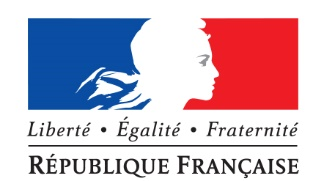 Liberté • Égalité • Fraternité
RÉPUBLIQUE FRANÇAISE